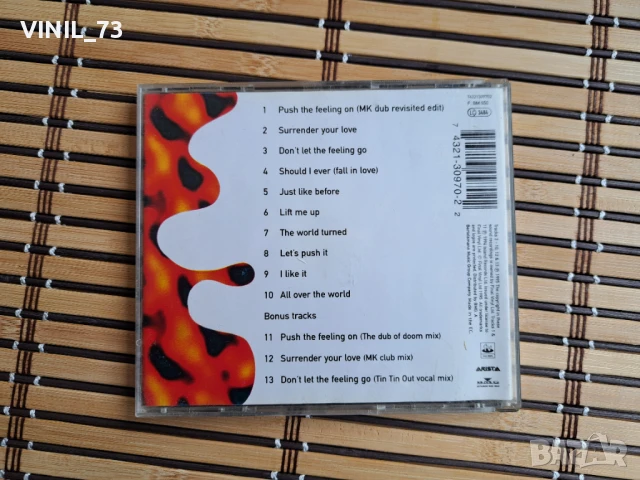 VINIL_73
1 Push the feeling on (MK dub revisited edit)
2 Surrender your love
3 Don't let the feeling go
4 Should I ever (fall in love)
5 Just like before
6 Lift me up
7 The world turned
8 Let's push it
9 I like it
10 All over the world
Bonus tracks
11 Push the feeling on (The dub of doom mix)
12 Surrender your love (MK club mix)
13 Don't let the feeling go (Tin Tin Out vocal mix)
LC 3486
7 4321-30970-2 2
ARISTA
BAZAR